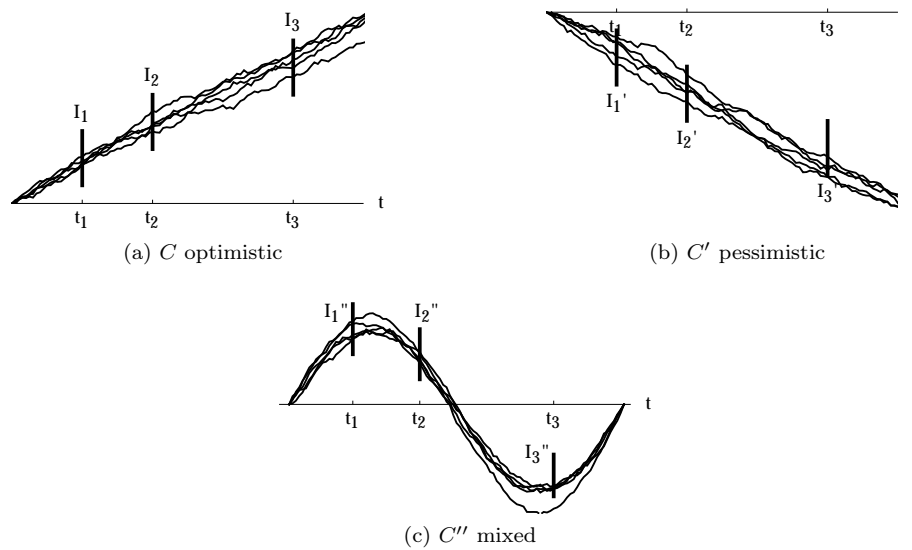 I1
I2
I3
t1
t2
t3
t
(a) C optimistic
t1
t2
t3
I1'
I2'
I3'
(b) C′ pessimistic
I1"
I2"
t
t1
t2
t3
I3"
(c) C′′ mixed